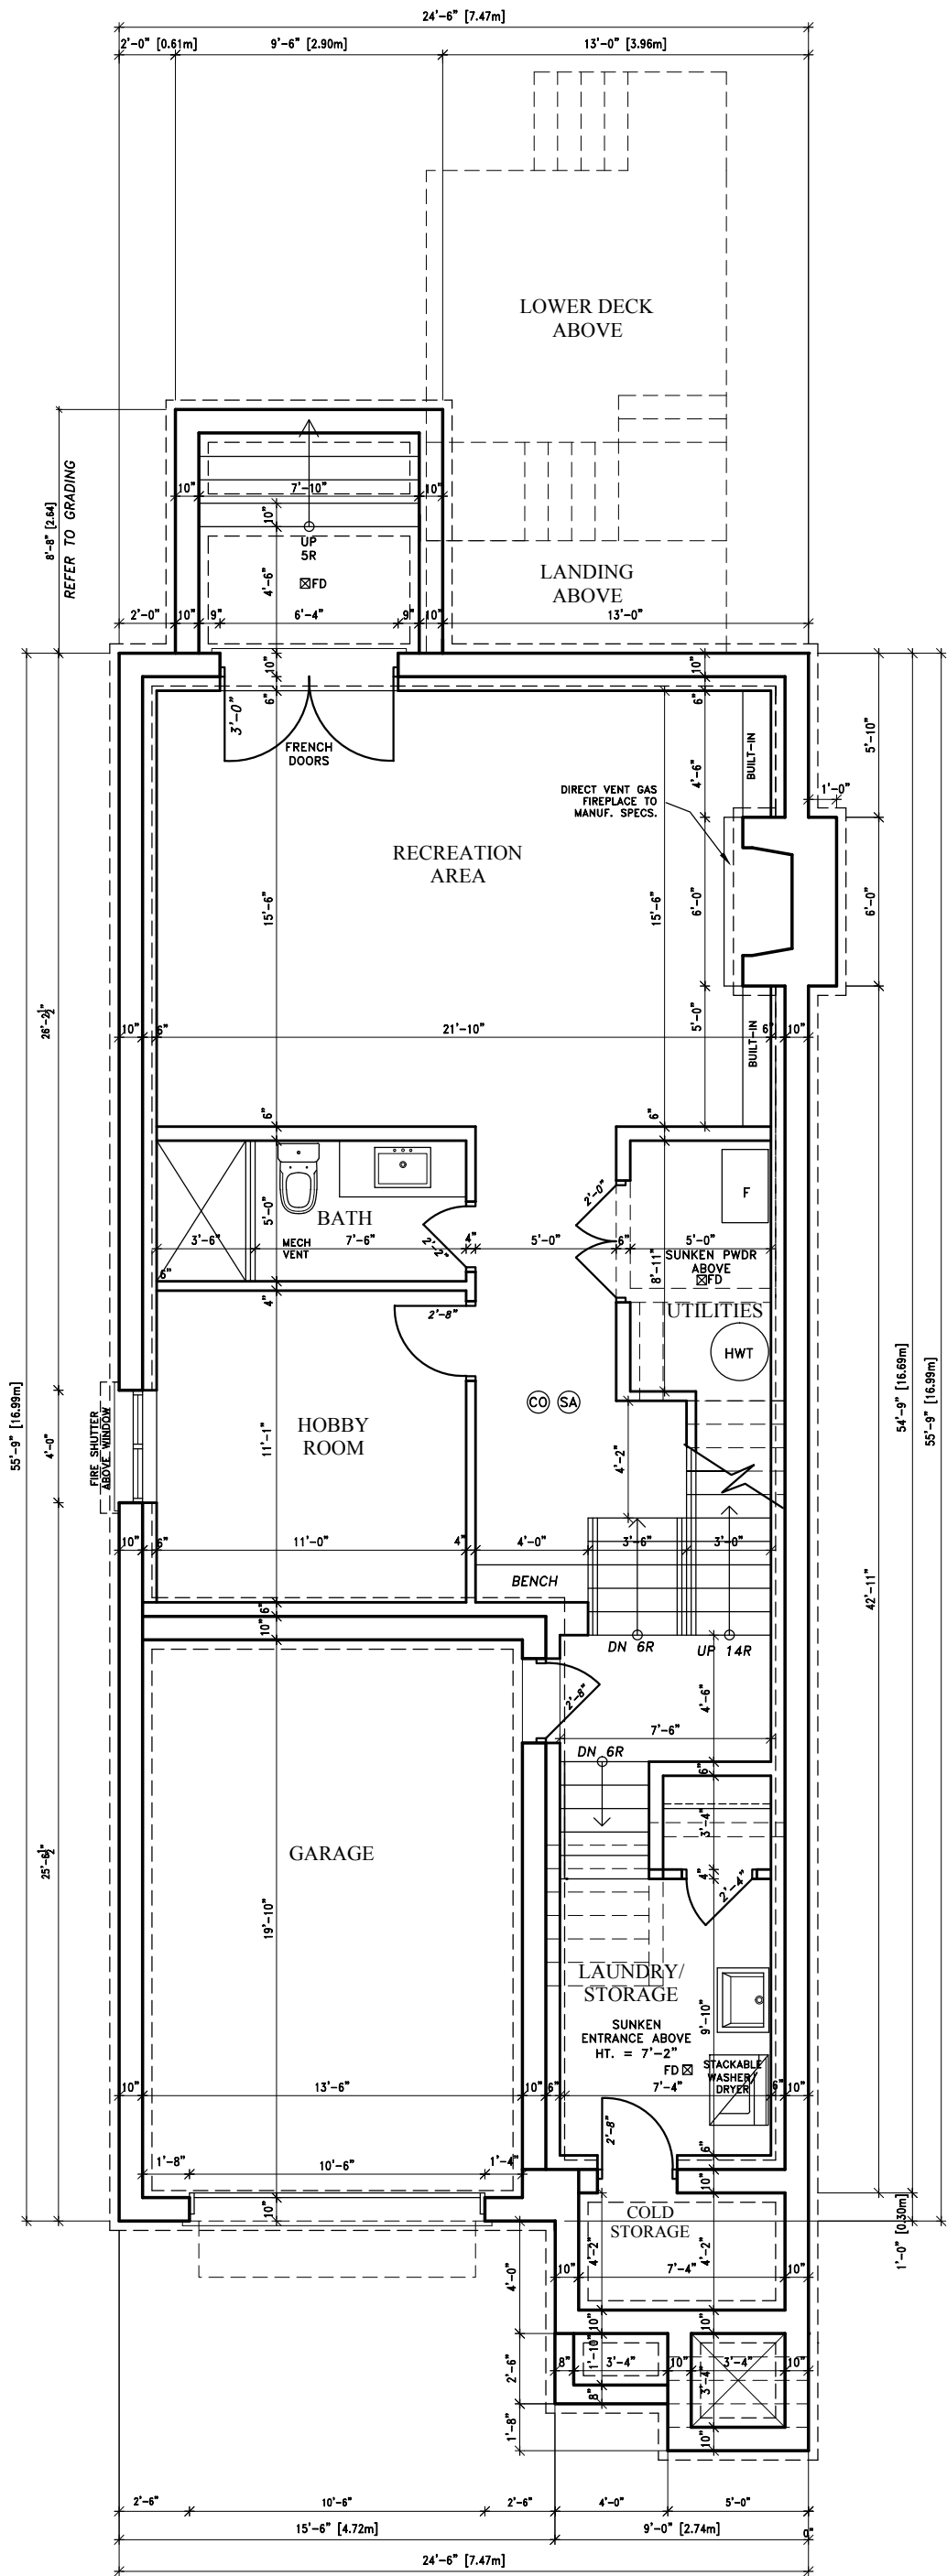 24'-6" [7.47m]
2'-0" [0.61m]
9'-6" [2.90m]
13'-0" [3.96m]
LOWER DECK
ABOVE
8'-8" [2.64]
REFER TO GRADING
10"
7'-10"
10"
10"
UP
5R
4'-6"
FD
LANDING
ABOVE
2'-0"
10"
9"
6'-4"
9"
10"
13'-0"
10"
6"
3'-0"
FRENCH
DOORS
10"
6"
BUILT-IN
4'-6"
5'-10"
DIRECT VENT GAS
FIREPLACE TO
MANUF. SPECS.
1'-0"
RECREATION
AREA
15'-6"
15'-6"
6'-0"
6'-0"
26'-2½"
10"
6"
21'-10"
5'-0"
BUILT-IN
6"
10"
6"
6"
F
BATH
5'-0"
3'-6"
MECH
VENT
7'-6"
2'-2"
4"
5'-0"
2'-0"
6"
5'-0"
SUNKEN PWDR
ABOVE
FD
8'-11"
6"
4"
2'-8"
UTILITIES
HWT
CO
SA
55'-9" [16.99m]
4'-0"
FIRE SHUTTER
ABOVE WINDOW
HOBBY
ROOM
11'-1"
4'-2"
54'-9" [16.69m]
55'-9" [16.99m]
10"
6"
11'-0"
4"
4'-0"
3'-6"
3'-0"
BENCH
42'-11"
6"
10"
DN 6R
UP 14R
2'-8"
4'-6"
7'-6"
DN 6R
6"
3'-4"
4"
2'-4"
GARAGE
25'-6½"
19'-10"
LAUNDRY/
STORAGE
SUNKEN
ENTRANCE ABOVE
HT. = 7'-2"
9'-10"
FD
STACKABLE
WASHER/
DRYER
10"
13'-6"
10"
6"
7'-4"
6"
10"
2'-8"
6"
1'-8"
10'-6"
1'-4"
10"
10"
COLD
STORAGE
1'-0" [0.30m]
4'-0"
4'-2"
4'-2"
10"
7'-4"
10"
10"
10"
2'-6"
8"
1'-10"
3'-4"
10"
3'-4"
3'-4"
10"
8"
1'-8"
10"
2'-6"
10'-6"
2'-6"
4'-0"
5'-0"
15'-6" [4.72m]
9'-0" [2.74m]
0"
24'-6" [7.47m]